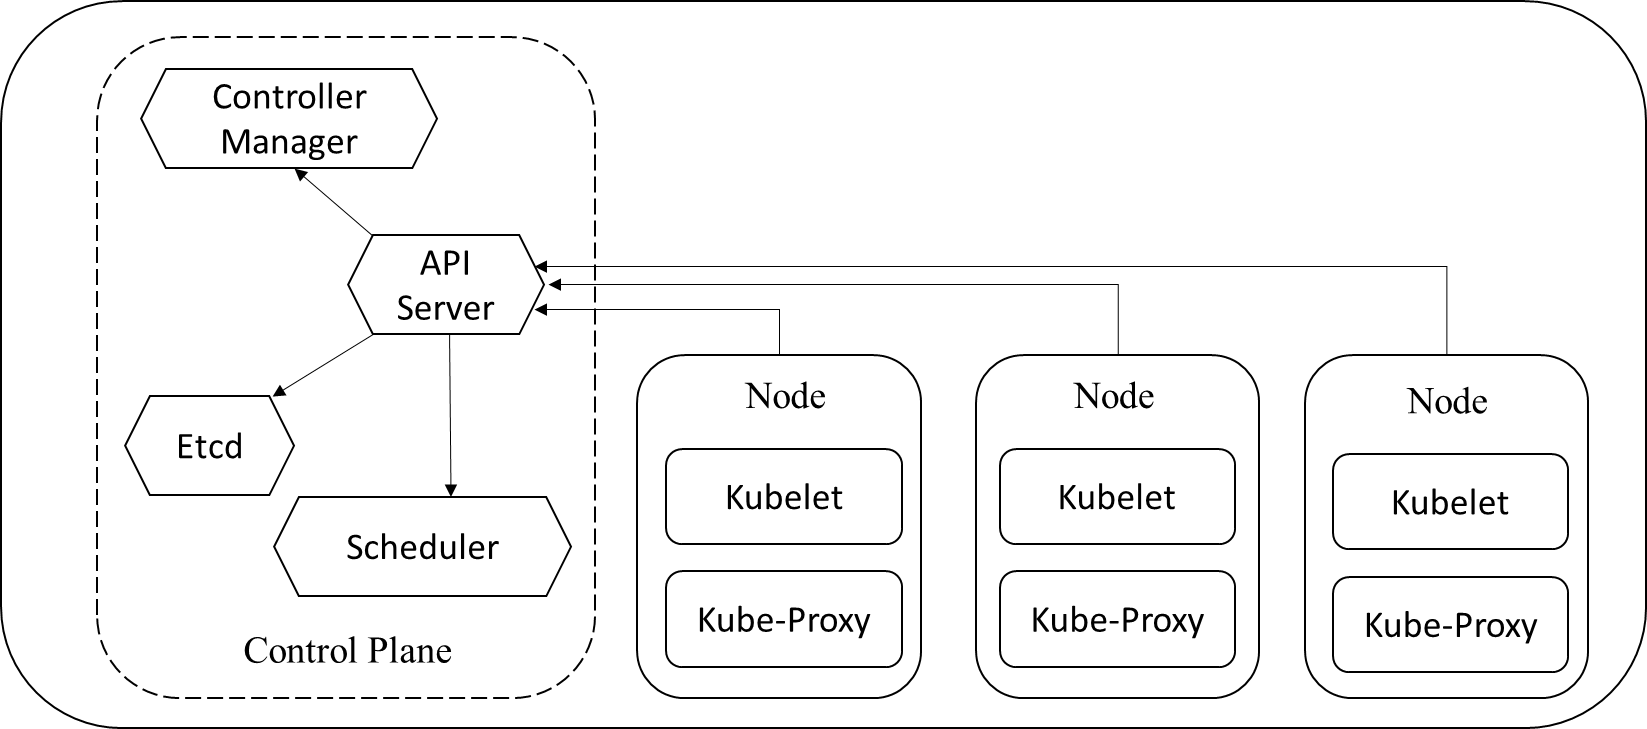 Controller
Manager
API
Server
Etcd
Scheduler
Control Plane
Node
Kubelet
Kube-Proxy
Node
Kubelet
Kube-Proxy
Node
Kubelet
Kube-Proxy